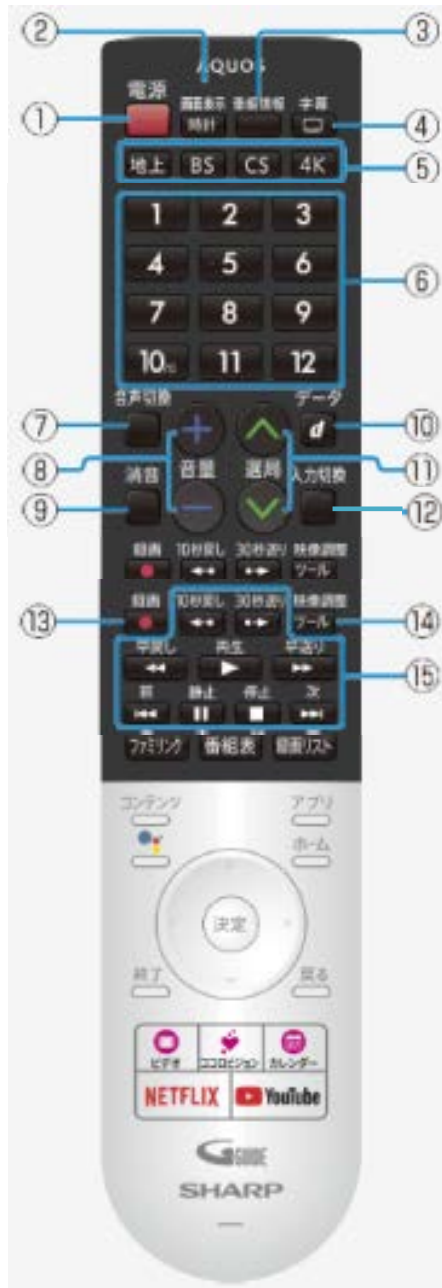 ② ③
AQUOS
電源 画面表示 番組情報 字幕
① 時計 ④
地上 BS CS 4K ⑤
1 2 3
4 5 6
⑥
7 8 9
10 11 12
音声切換 データ
⑦ d ⑩
⑧ 音量 選局 ⑪
消音 入力切換
⑨ ⑫
録画 10秒戻し 30秒送り 映像調整
ツール
⑬ 録画 10秒戻し 30秒送り 映像調整 ⑭
ツール
早戻し 再生 早送り
⑮
前 静止 停止 次
ファミリンク 番組表 録画リスト
コンテンツ アプリ
ホーム
決定
終了 戻る
ビデオ ココロビジョン カレンダー
NETFLIX YouTube
G GUIDE
SHARP